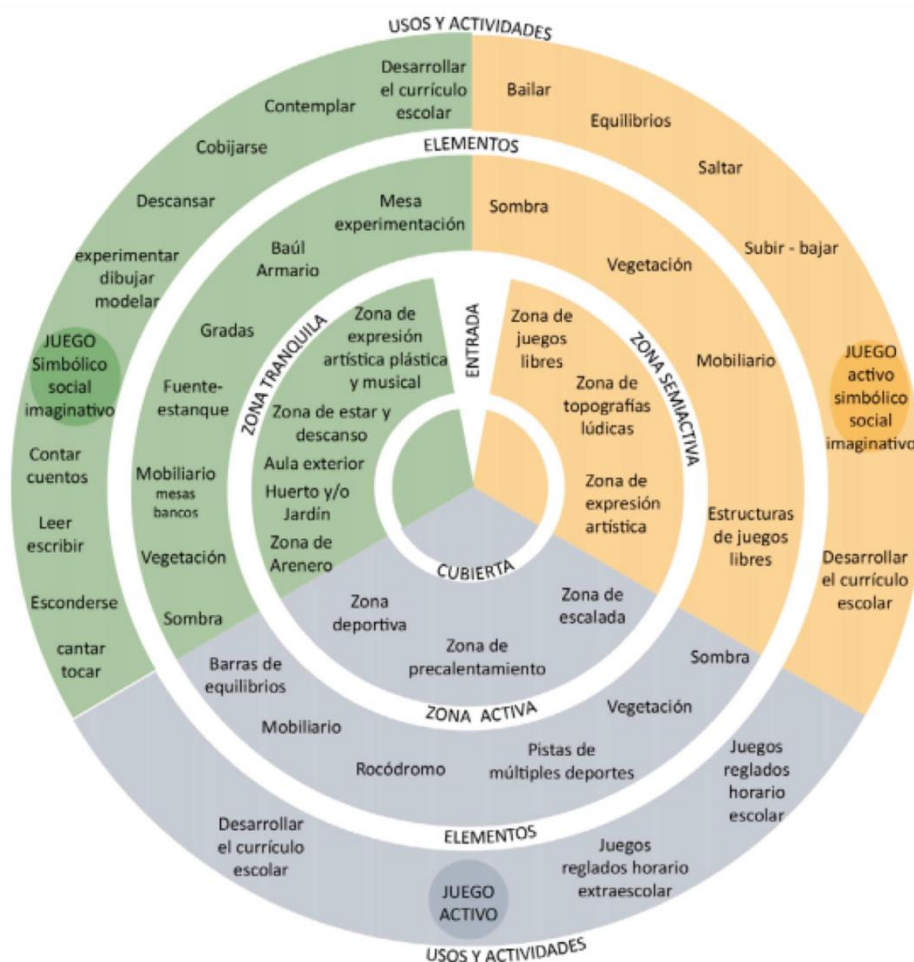 USOS Y ACTIVIDADES
Desarrollar
el currículo
escolar
Contemplar
Cobijarse
Descansar
experimentar
dibujar
modelar
JUEGO
Simbólico
social
imaginativo
Contar
cuentos
Leer
escribir
Esconderse
cantar
tocar
Bailar
Equilibrios
Saltar
Subir - bajar
JUEGO
activo
simbólico
social
imaginativo
Desarrollar
el currículo
escolar
ELEMENTOS
Mesa
experimentación
Baúl
Armario
Gradas
Fuente-
estanque
Mobiliario
mesas
bancos
Vegetación
Sombra
Sombra
Vegetación
Mobiliario
Estructuras
de juegos
libres
ZONA TRANQUILA
ENTRADA
ZONA SEMIACTIVA
Zona de
expresión
artística plástica
y musical
Zona de estar y
descanso
Aula exterior
Huerto y/o
Jardín
Zona de
Arenero
Zona de
juegos
libres
Zona de
topografías
lúdicas
Zona de
expresión
artística
CUBIERTA
Zona
deportiva
Zona de
precalentamiento
Zona de
escalada
ZONA ACTIVA
Barras de
equilibrios
Mobiliario
Rocódromo
Pistas de
múltiples deportes
Vegetación
Sombra
ELEMENTOS
Desarrollar
el currículo
escolar
JUEGO
ACTIVO
Juegos
reglados horario
extraescolar
Juegos
reglados
horario
escolar
USOS Y ACTIVIDADES